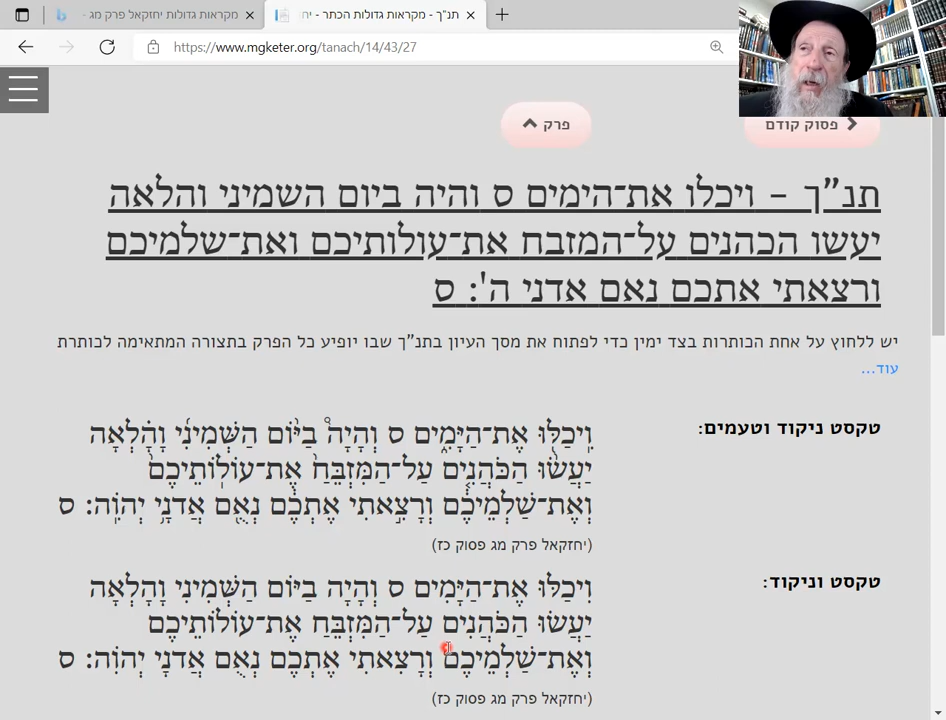 מקראות גדולות יחזקאל פרק מג -
תנ"ך - מקראות גדולות הכתר - יח
https://www.mgketer.org/tanach/14/43/27
פסוק קודם
פרק
תנ"ך – ויכלו את־הימים ס והיה ביום השמיני והלאה
יעשו הכהנים על־המזבח את־עולותיכם ואת־שלמיכם
ורצאתי אתכם נאם אדני ה': ס
יש ללחוץ על אחת הכותרות בצד ימין כדי לפתוח את מסך העיון בתנ"ך שבו יופיע כל הפרק בתצורה המתאימה לכותרת
עוד...
טקסט ניקוד וטעמים:
וִֽיכַלּ֖וּ אֶת־הַיָּמִ֑ים ס וְהָיָה֩ בַיּ֨וֹם הַשְּׁמִינִ֜י וָהָ֗לְאָה
יַעֲשׂ֨וּ הַכֹּהֲנִ֤ים עַל־הַמִּזְבֵּ֙חַ֙ אֶת־עוֹלֽוֹתֵיכֶם֙
וְאֶת־שַׁלְמֵיכֶ֔ם וְרָצִ֣אתִי אֶתְכֶ֔ם נְאֻ֖ם אֲדֹנָ֥י יְהֹוִֽה: ס
(יחזקאל פרק מג פסוק כז)
טקסט וניקוד:
וִיכַלּוּ אֶת־הַיָּמִים ס וְהָיָה בַיּוֹם הַשְּׁמִינִי וָהָלְאָה
יַעֲשׂוּ הַכֹּהֲנִים עַל־הַמִּזְבֵּחַ אֶת־עוֹלוֹתֵיכֶם
וְאֶת־שַׁלְמֵיכֶם וְרָצִאתִי אֶתְכֶם נְאֻם אֲדֹנָי יְהֹוִה: ס
(יחזקאל פרק מג פסוק כז)